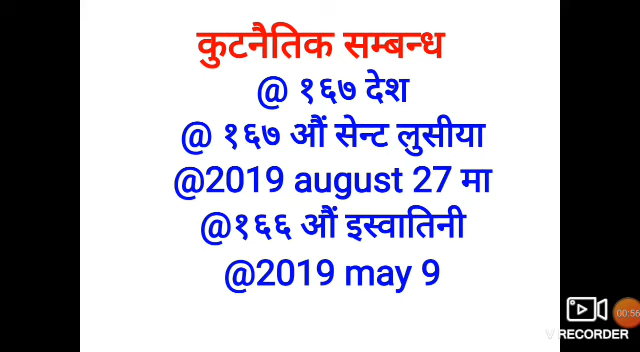 कुटनैतिक सम्बन्ध
@ १६७ देश
@ १६७ औं सेन्ट लुसीया
@2019 august 27 मा
@१६६ औं इस्वातिनी
@2019 may 9
00:56
V RECORDER